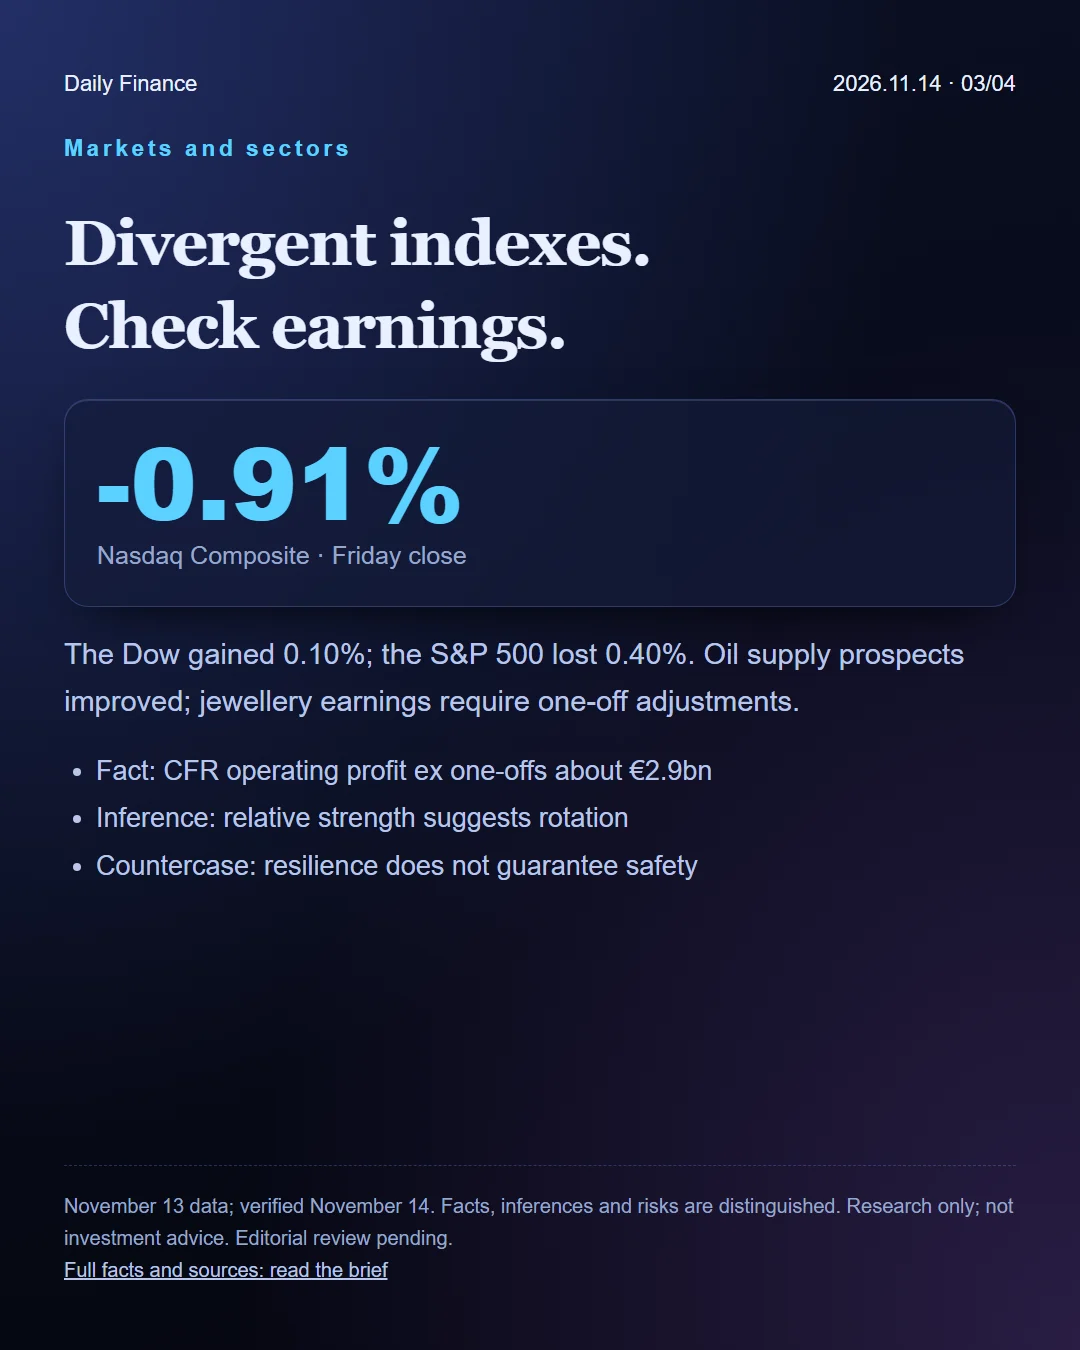 Daily Finance
2026.11.14 · 03/04
Markets and sectors
Divergent indexes.
Check earnings.
-0.91%
Nasdaq Composite · Friday close
The Dow gained 0.10%; the S&P 500 lost 0.40%. Oil supply prospects
improved; jewellery earnings require one-off adjustments.
• Fact: CFR operating profit ex one-offs about €2.9bn
• Inference: relative strength suggests rotation
• Countercase: resilience does not guarantee safety
November 13 data; verified November 14. Facts, inferences and risks are distinguished. Research only; not
investment advice. Editorial review pending.
Full facts and sources: read the brief